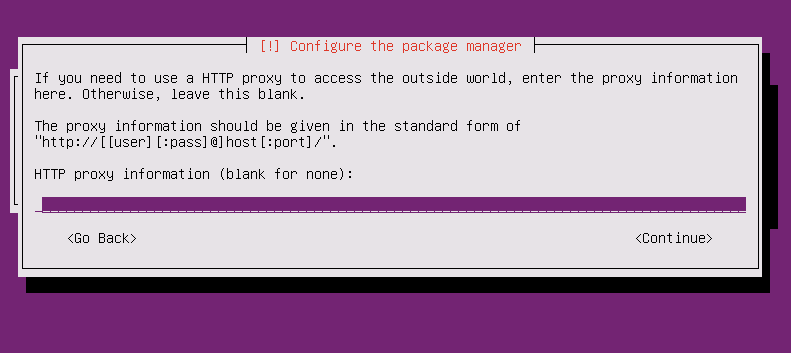 [!] Configure the package manager
If you need to use a HTTP proxy to access the outside world, enter the proxy information
here. Otherwise, leave this blank.
The proxy information should be given in the standard form of
"http://[[user][:pass]@]host[:port]/".
HTTP proxy information (blank for none):
<Go Back> <Continue>